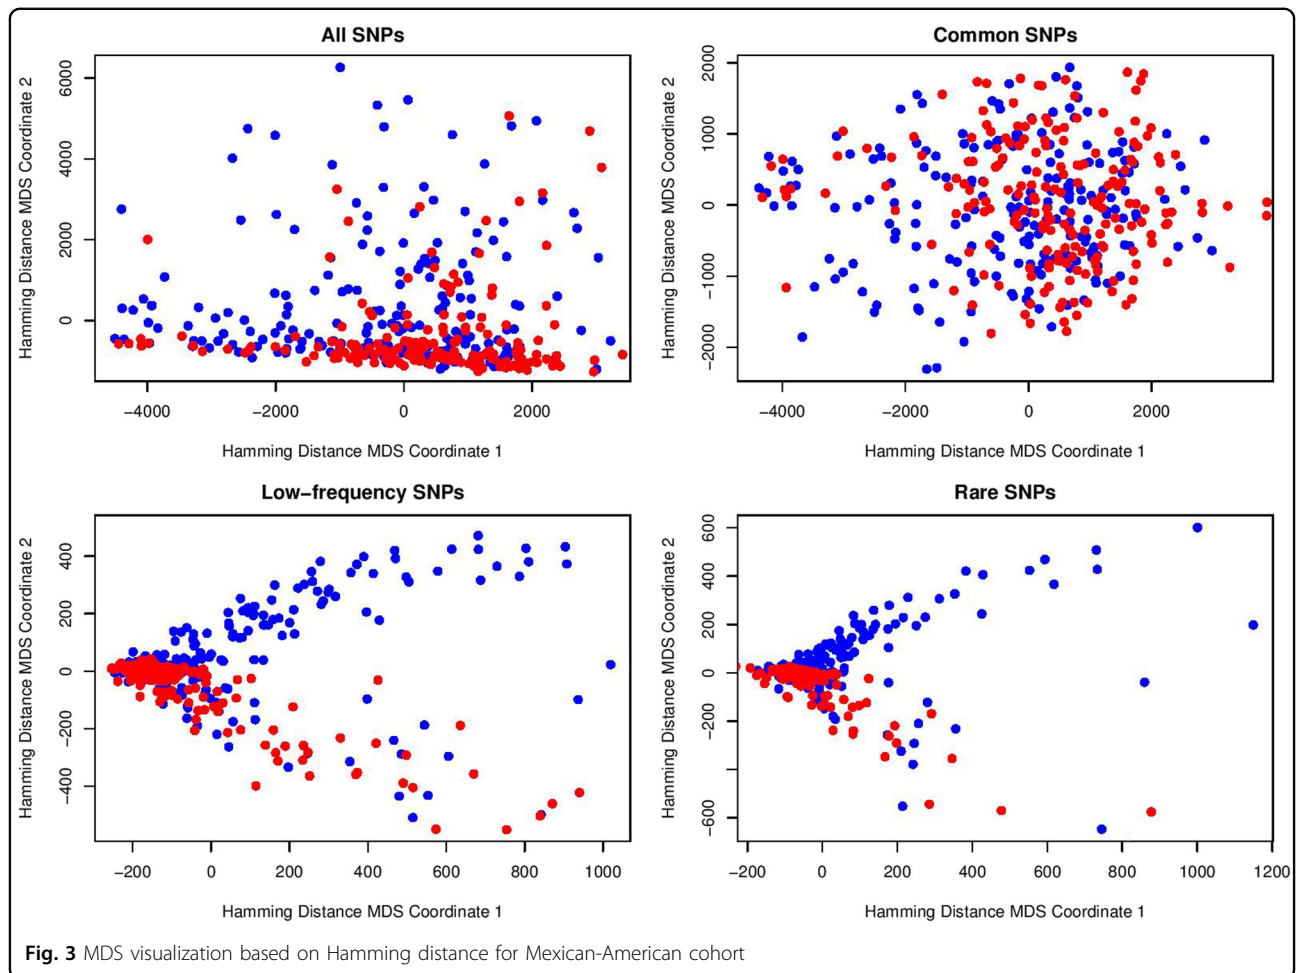 All SNPs
6000
4000
2000
0
Hamming Distance MDS Coordinate 2
−4000 −2000 0 2000
Hamming Distance MDS Coordinate 1
Common SNPs
2000
1000
0
−1000
−2000
Hamming Distance MDS Coordinate 2
−4000 −2000 0 2000
Hamming Distance MDS Coordinate 1
Low−frequency SNPs
400
200
0
−200
−400
Hamming Distance MDS Coordinate 2
−200 0 200 400 600 800 1000
Hamming Distance MDS Coordinate 1
Rare SNPs
600
400
200
0
−200
−600
Hamming Distance MDS Coordinate 2
−200 0 200 400 600 800 1000 1200
Hamming Distance MDS Coordinate 1
Fig. 3 MDS visualization based on Hamming distance for Mexican-American cohort